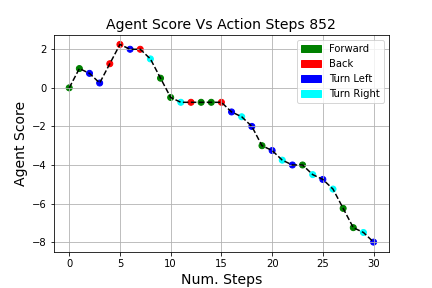 Agent Score Vs Action Steps 852
Agent Score
2
0
−2
−4
−6
−8
Forward
Back
Turn Left
Turn Right
0 5 10 15 20 25 30
Num. Steps